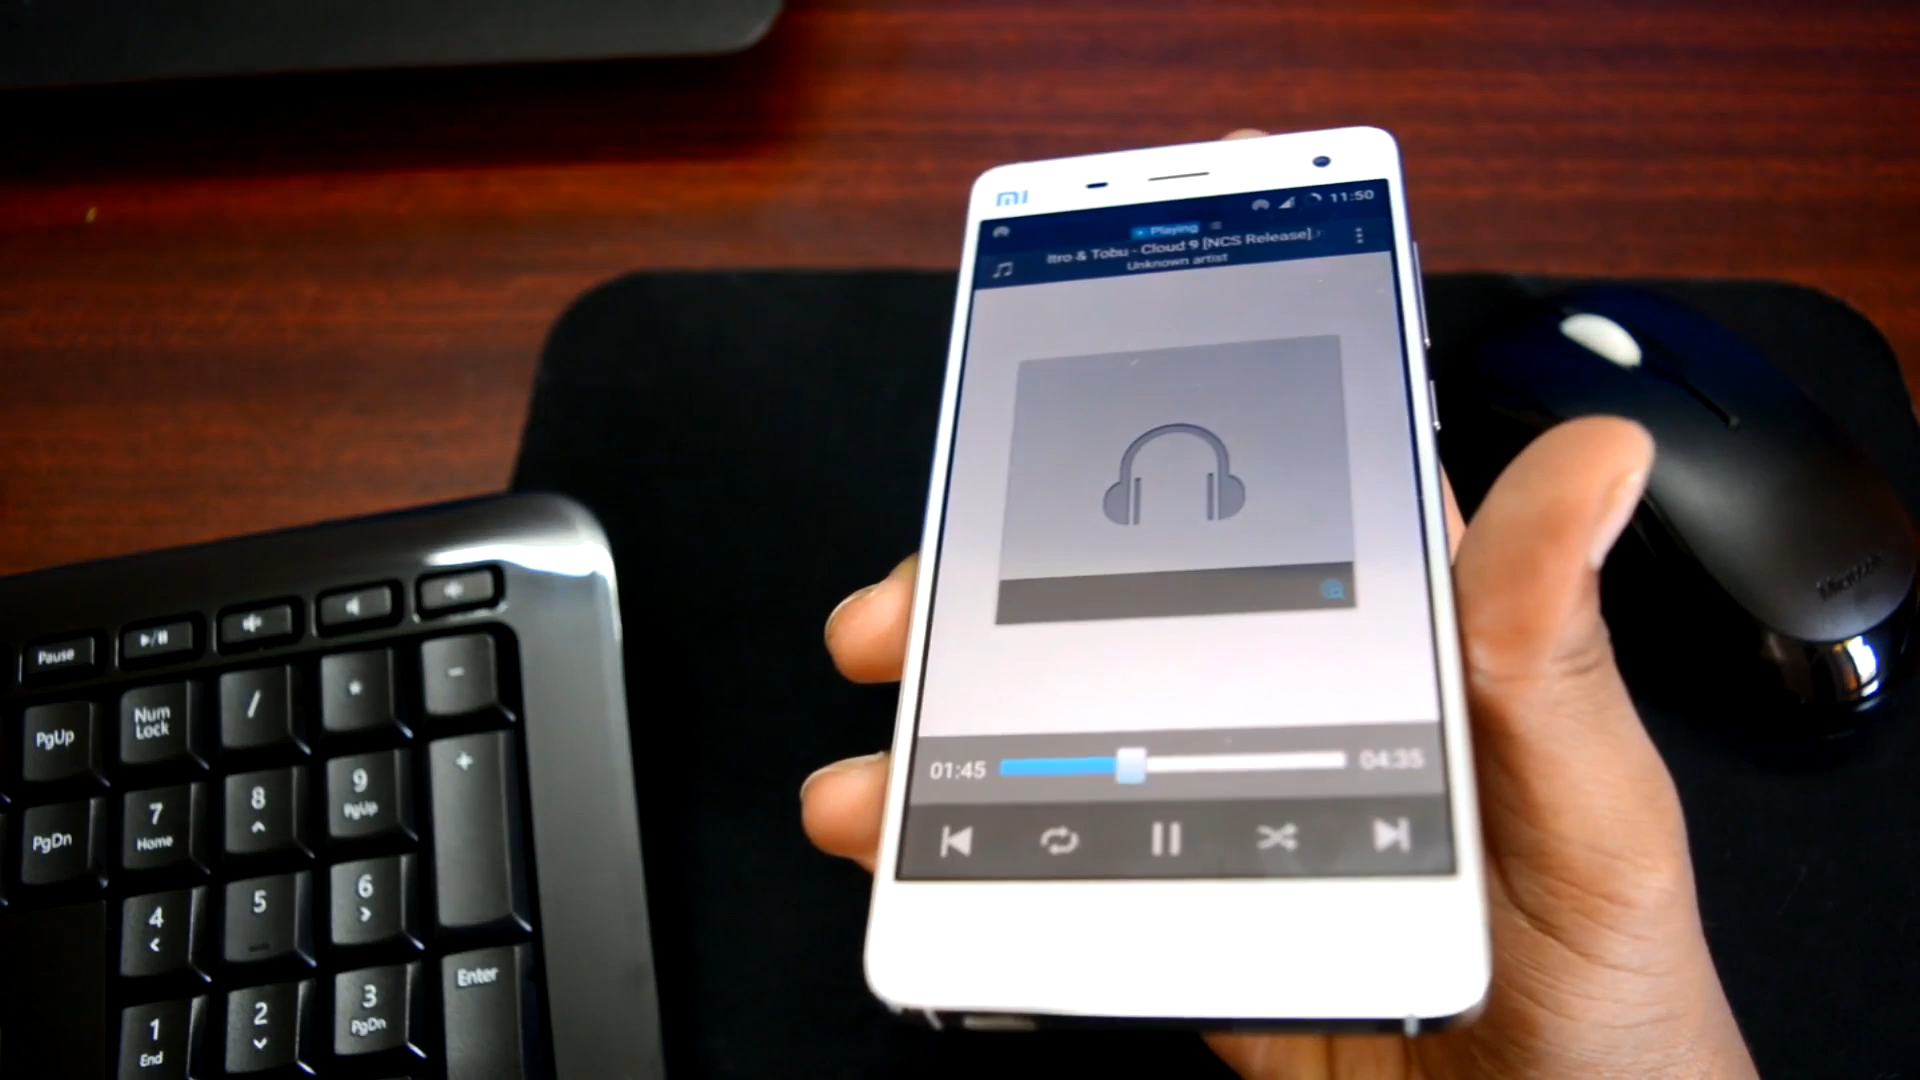 mi
11:50
Playing
Itro & Tobu - Cloud 9 [NCS Release]
Unknown artist
01:45
04:35
Pause
PgUp
Num
Lock
/
*
-
PgDn
7
Home
8
9
PgUp
+
4
5
6
Enter
1
End
2
3
PgDn